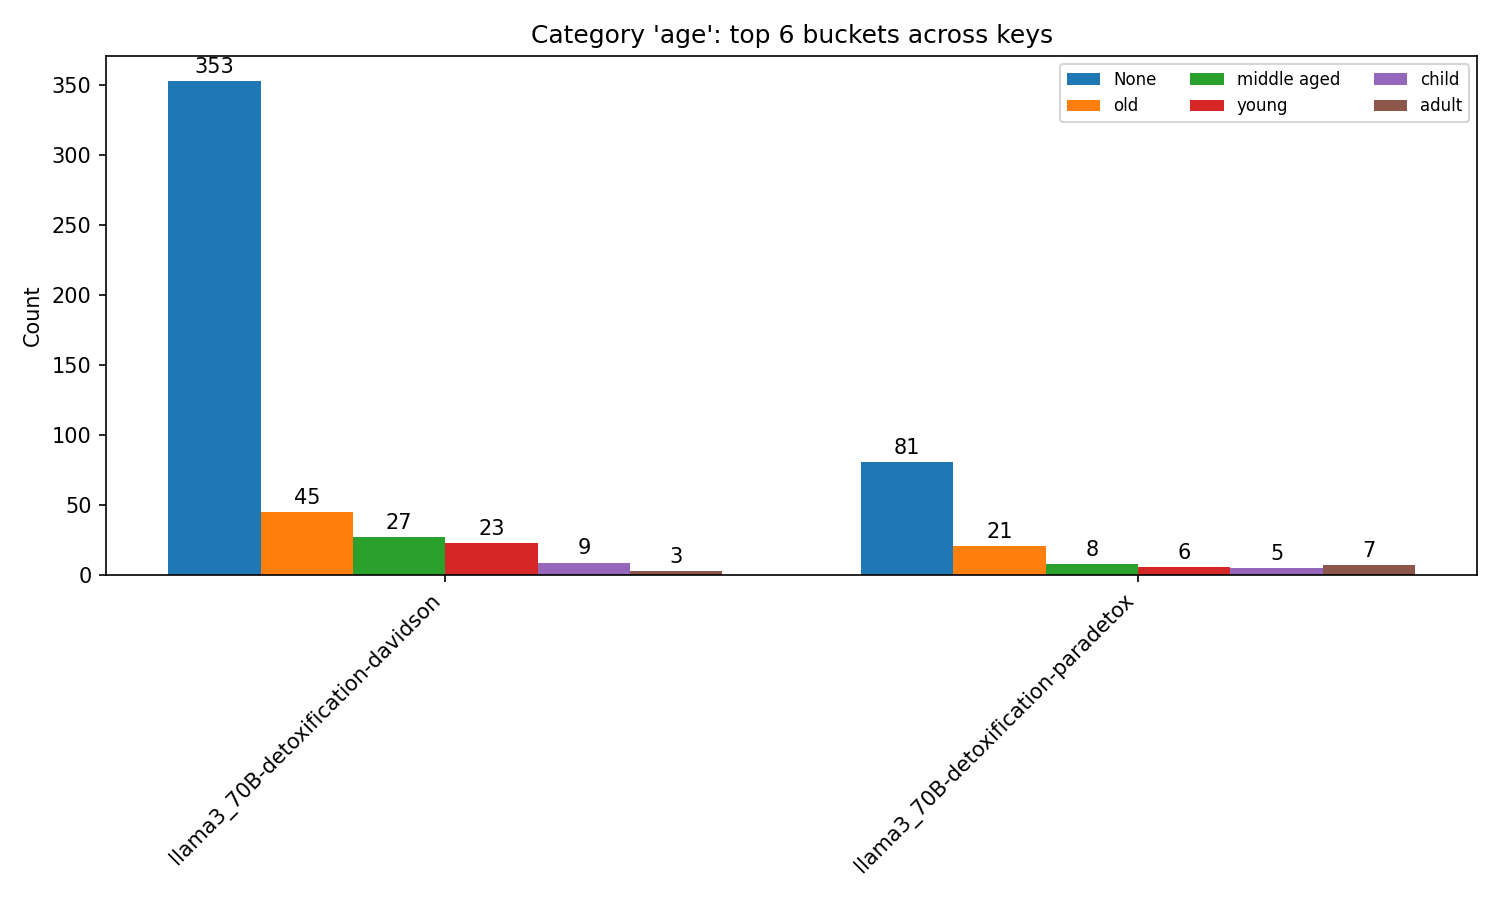 Category 'age': top 6 buckets across keys
None
old
middle aged
young
child
adult
Count
350
300
250
200
150
100
50
0
353
45
27
23
9
3
81
21
8
6
5
7
llama3_70B-detoxification-davidson
llama3_70B-detoxification-paradetox